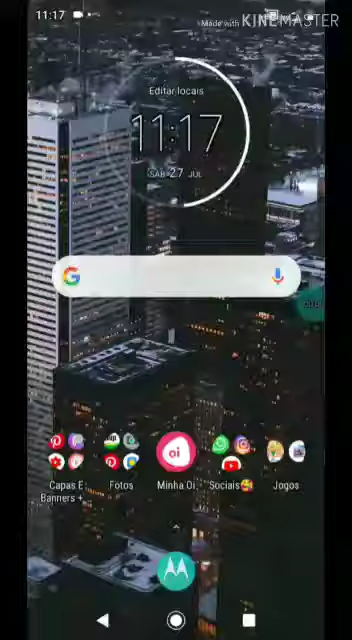 11:17
Made with KINEMASTER
Editar locais
11:17
SÁB 27 JUL
Capas E
Banners +
Fotos
Minha Oi
Sociais🥰
Jogos
oi